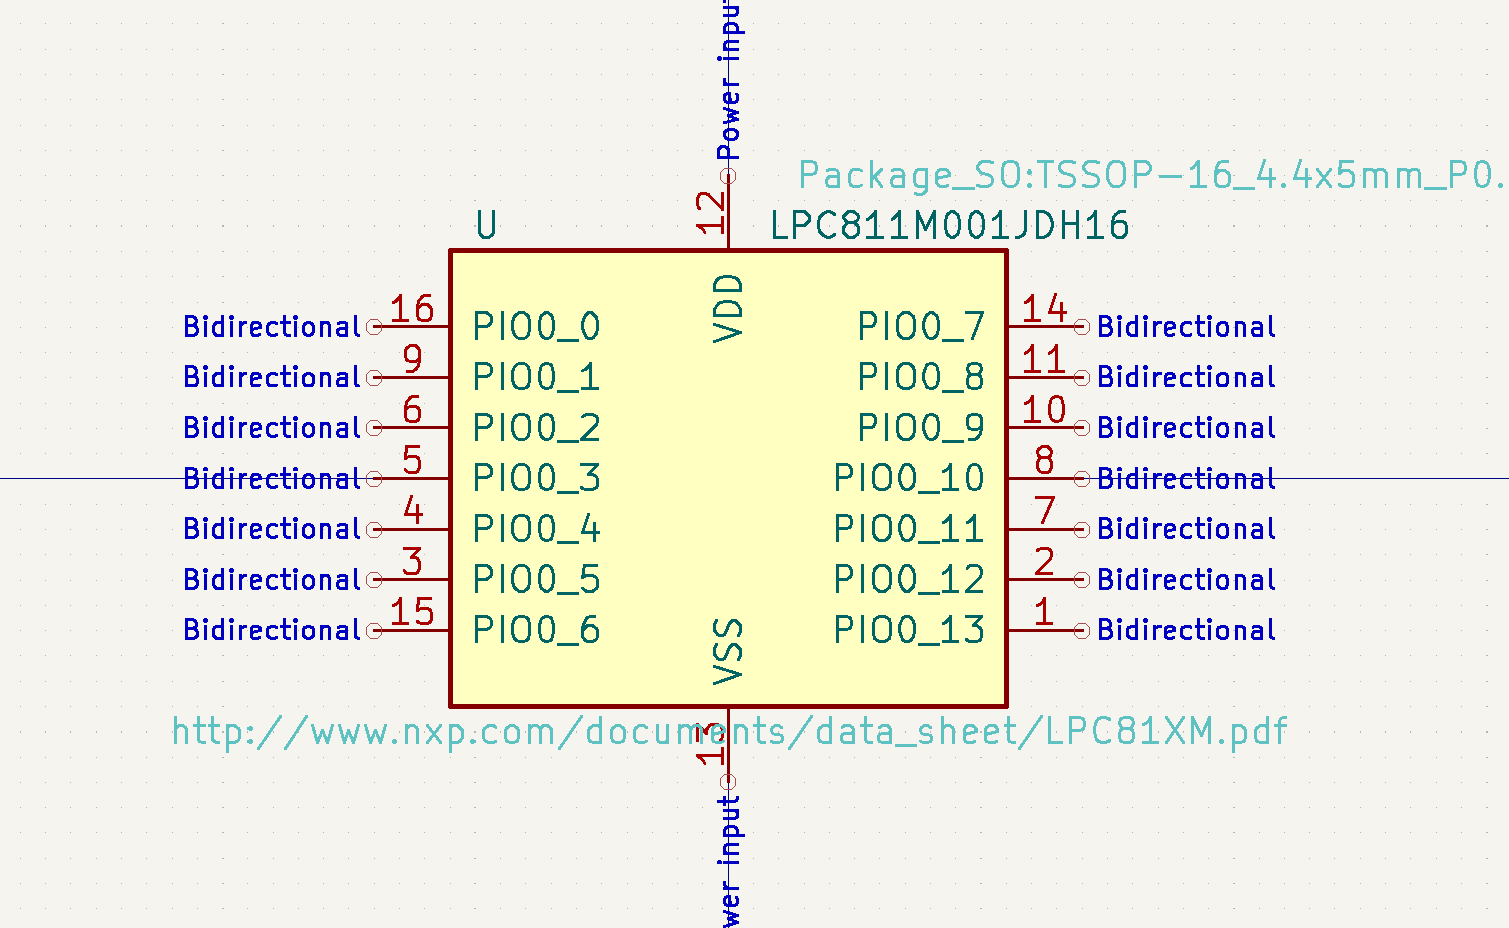 Power input
Package_SO:TSSOP-16_4.4x5mm_P0.
12
U LPC811M001JDH16
VDD
Bidirectional 16 PIO0_0 PIO0_7 14 Bidirectional
Bidirectional 9 PIO0_1 PIO0_8 11 Bidirectional
Bidirectional 6 PIO0_2 PIO0_9 10 Bidirectional
Bidirectional 5 PIO0_3 PIO0_10 8 Bidirectional
Bidirectional 4 PIO0_4 PIO0_11 7 Bidirectional
Bidirectional 3 PIO0_5 PIO0_12 2 Bidirectional
Bidirectional 15 PIO0_6 PIO0_13 1 Bidirectional
VSS
http://www.nxp.com/documents/data_sheet/LPC81XM.pdf
13
wer input